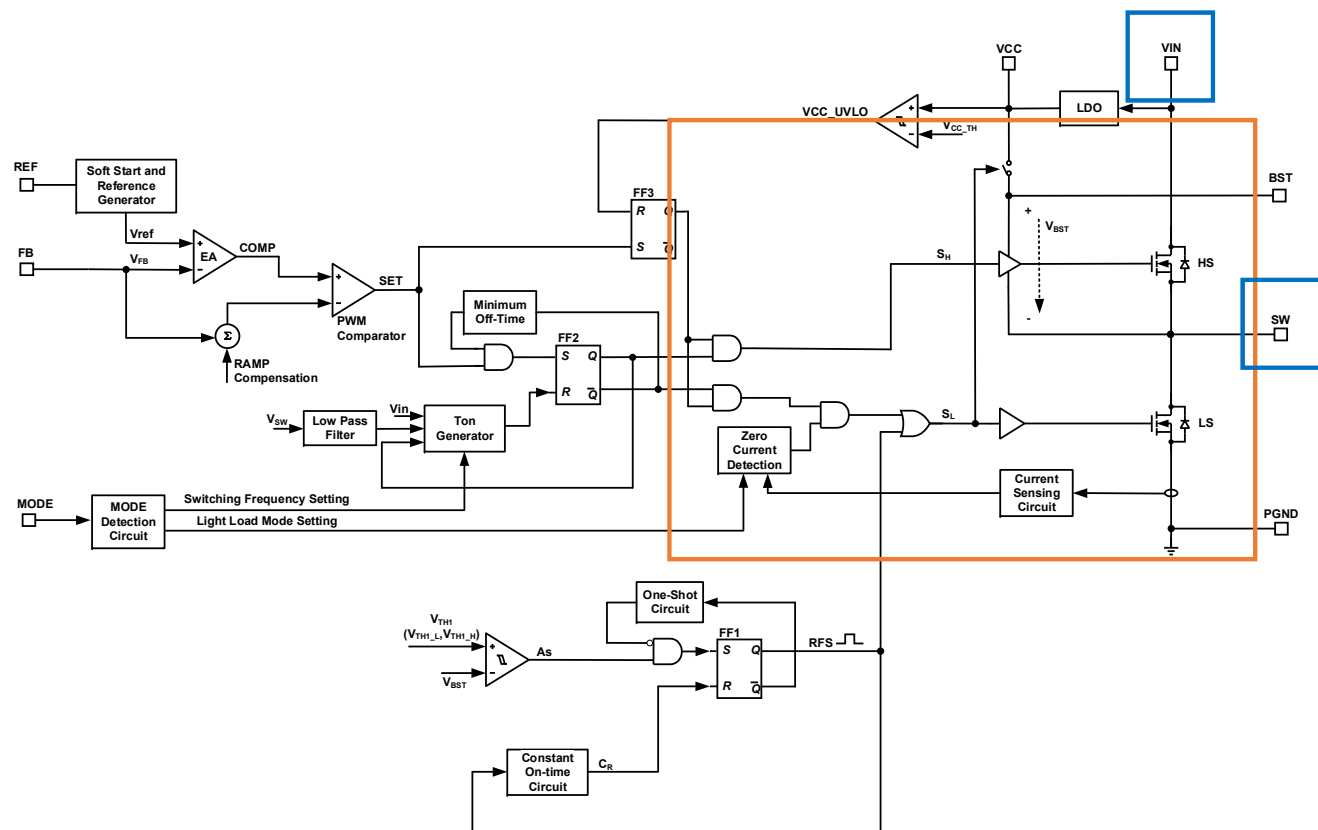 VIN
VCC
LDO
VCC_UVLO
+
-
VCC_TH
REF
Soft Start and
Reference
Generator
FF3
R
Q
S
Q
BST
+
VBST
-
Vref
FB
VFB
+
-
EA
COMP
+
-
SET
PWM
Comparator
SH
HS
SW
Σ
RAMP
Compensation
Minimum
Off-Time
FF2
S
Q
R
Q
VSW
Low Pass
Filter
Vin
Ton
Generator
Zero
Current
Detection
SL
LS
Current
Sensing
Circuit
MODE
MODE
Detection
Circuit
Switching Frequency Setting
Light Load Mode Setting
PGND
One-Shot
Circuit
VTH1
(VTH1_L,VTH1_H)
+
-
VBST
As
FF1
S
Q
R
Q
RFS
Constant
On-time
Circuit
CR